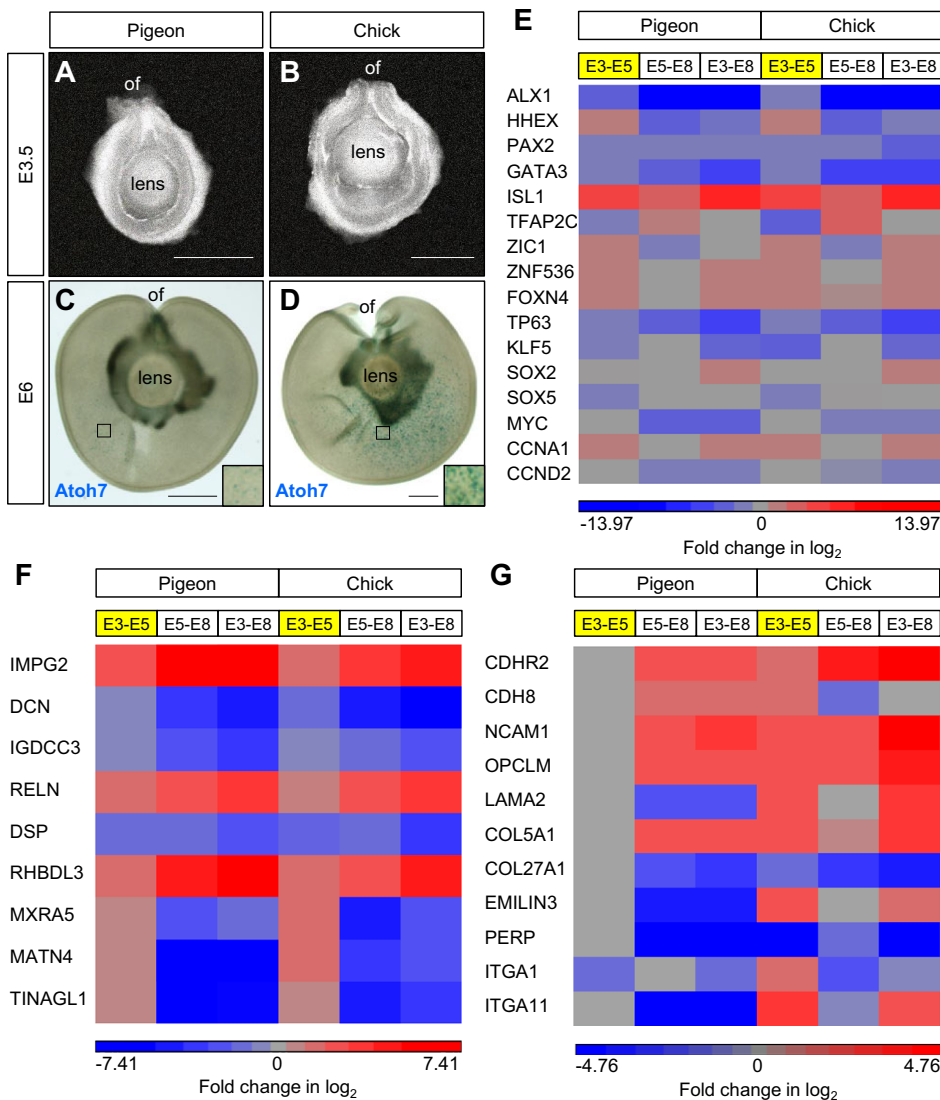 Pigeon
Chick
E3.5
A
of
lens
B
of
lens
E6
C
of
lens
Atoh7
D
of
lens
Atoh7
E
Pigeon
Chick
E3-E5
E5-E8
E3-E8
E3-E5
E5-E8
E3-E8
ALX1
HHEX
PAX2
GATA3
ISL1
TFAP2C
ZIC1
ZNF536
FOXN4
TP63
KLF5
SOX2
SOX5
MYC
CCNA1
CCND2
-13.97
0
13.97
Fold change in log2
F
Pigeon
Chick
E3-E5
E5-E8
E3-E8
E3-E5
E5-E8
E3-E8
IMPG2
DCN
IGDCC3
RELN
DSP
RHBDL3
MXRA5
MATN4
TINAGL1
-7.41
0
7.41
Fold change in log2
G
Pigeon
Chick
E3-E5
E5-E8
E3-E8
E3-E5
E5-E8
E3-E8
CDHR2
CDH8
NCAM1
OPCLM
LAMA2
COL5A1
COL27A1
EMILIN3
PERP
ITGA1
ITGA11
-4.76
0
4.76
Fold change in log2